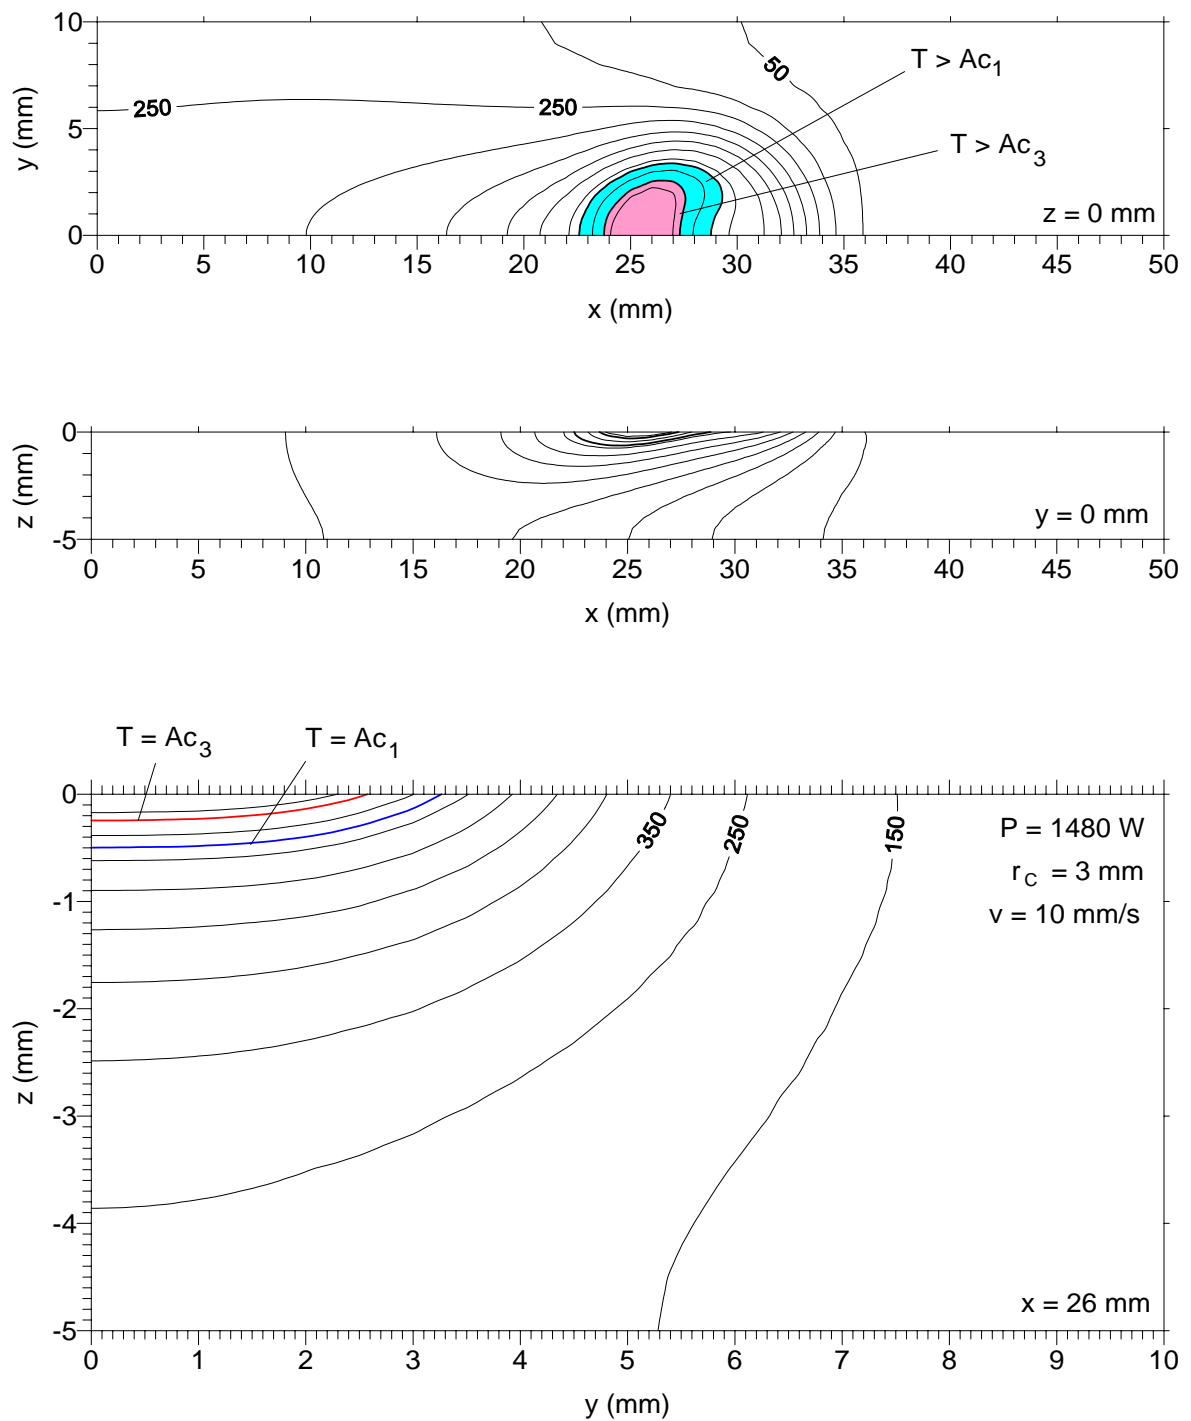 10
5
0
y (mm)
250
250
50
T > Ac1
T > Ac3
z = 0 mm
0 5 10 15 20 25 30 35 40 45 50
x (mm)
0
-5
z (mm)
y = 0 mm
0 5 10 15 20 25 30 35 40 45 50
x (mm)
T = Ac3
T = Ac1
0
-1
-2
-3
-4
-5
z (mm)
350
250
150
P = 1480 W
rC = 3 mm
v = 10 mm/s
x = 26 mm
0 1 2 3 4 5 6 7 8 9 10
y (mm)